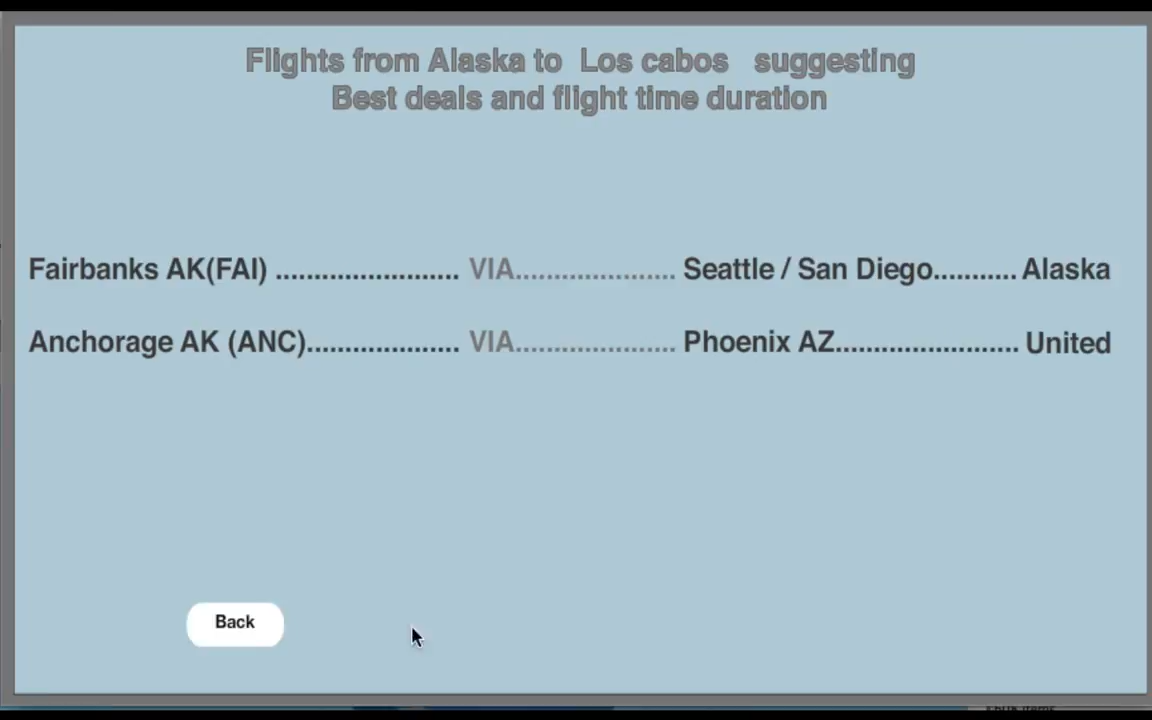 Flights from Alaska to Los cabos suggesting
Best deals and flight time duration
Fairbanks AK(FAI) ........................ VIA..................... Seattle / San Diego........... Alaska
Anchorage AK (ANC).................... VIA..................... Phoenix AZ........................ United
Back